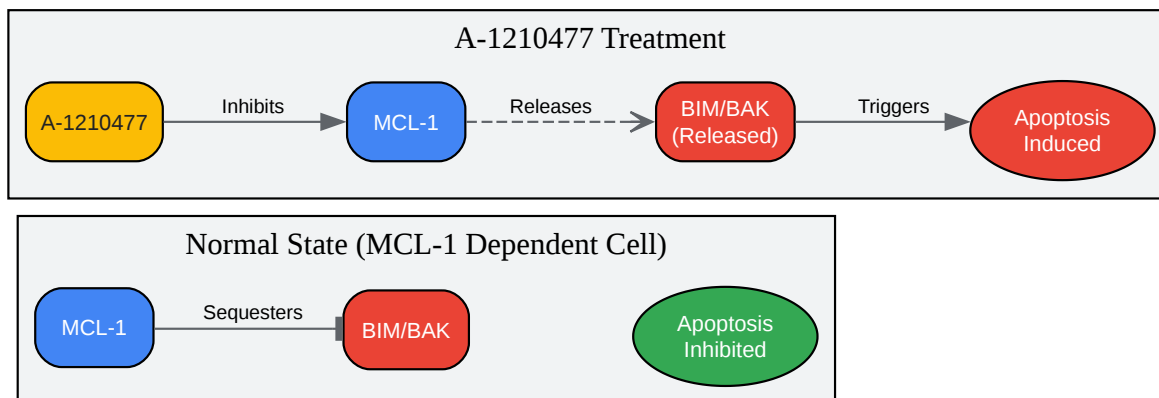 A-1210477 Treatment
A-1210477
Inhibits
MCL-1
Releases
BIM/BAK
(Released)
Triggers
Apoptosis
Induced
Normal State (MCL-1 Dependent Cell)
MCL-1
Sequesters
BIM/BAK
Apoptosis
Inhibited